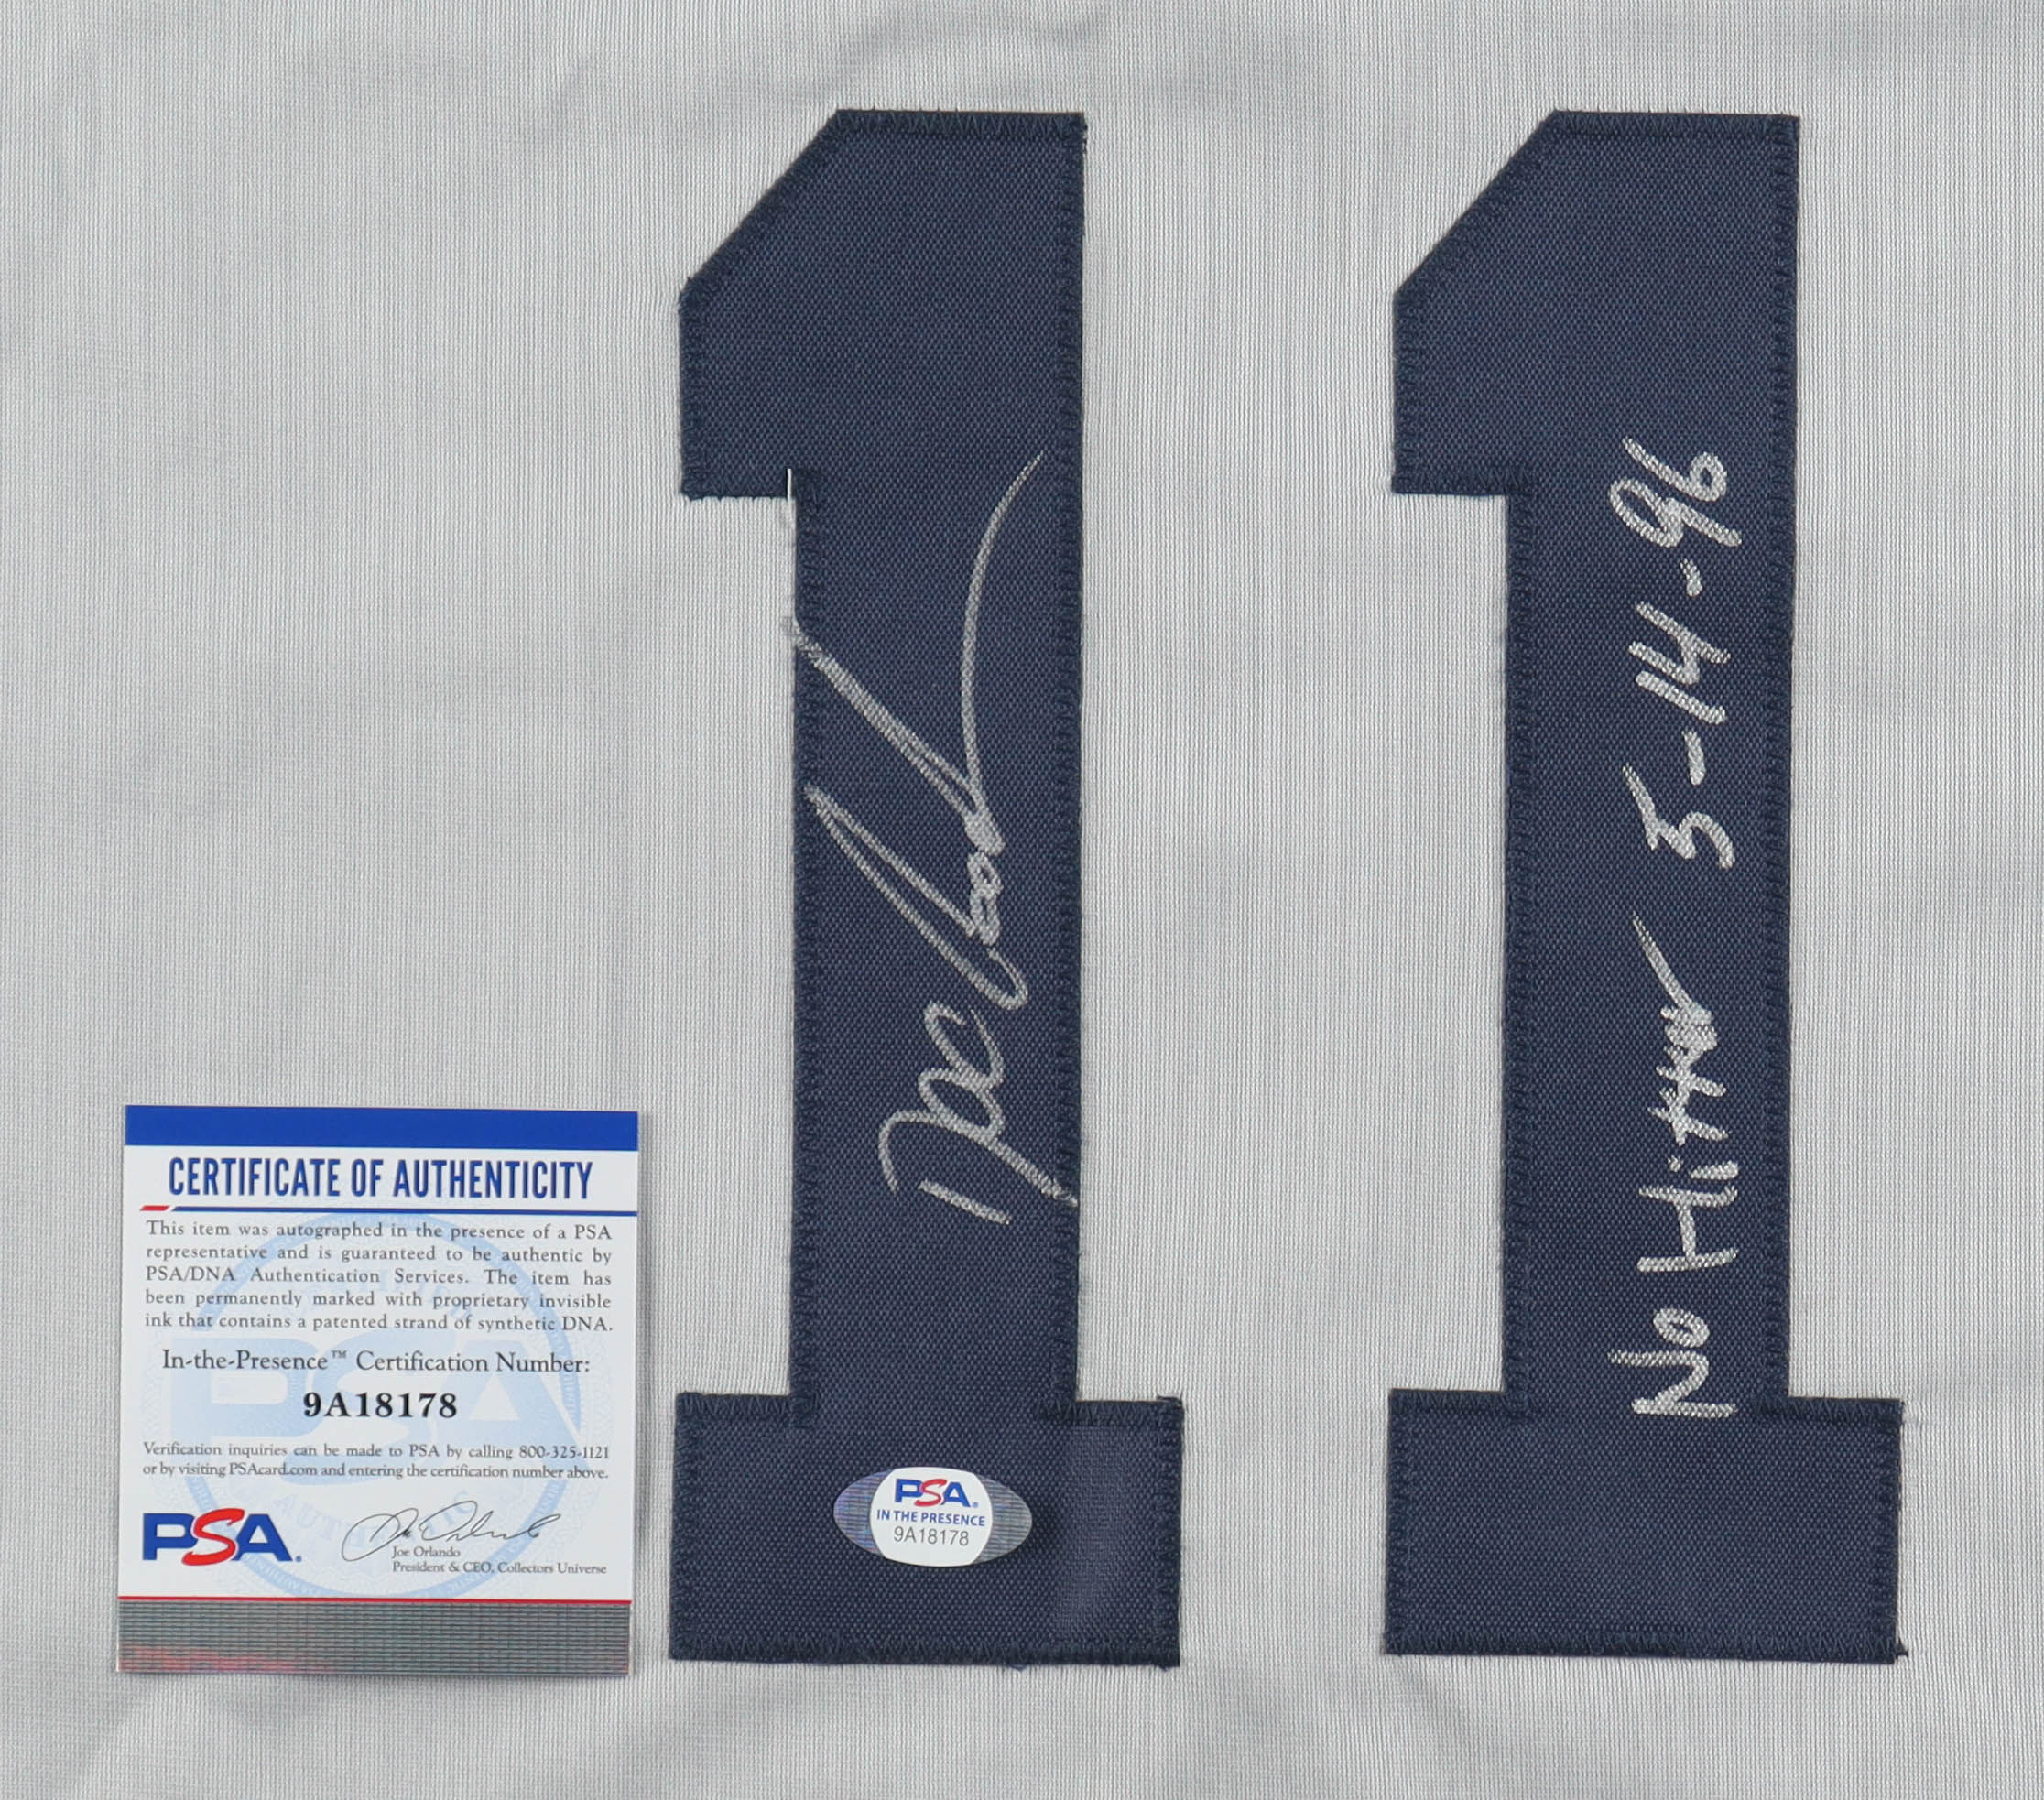 11
Doc Gooden
No Hitter 5-14-96
CERTIFICATE OF AUTHENTICITY
This item was autographed in the presence of a PSA
representative and is guaranteed to be authentic by
PSA/DNA Authentication Services. The item has
been permanently marked with proprietary invisible
ink that contains a patented strand of synthetic DNA.
In-the-Presence™ Certification Number:
9A18178
Verification inquiries can be made to PSA by calling 800-325-1121
or by visiting PSAcard.com and entering the certification number above.
PSA.
Joe Orlando
President & CEO, Collectors Universe
PSA.
IN THE PRESENCE
9A18178